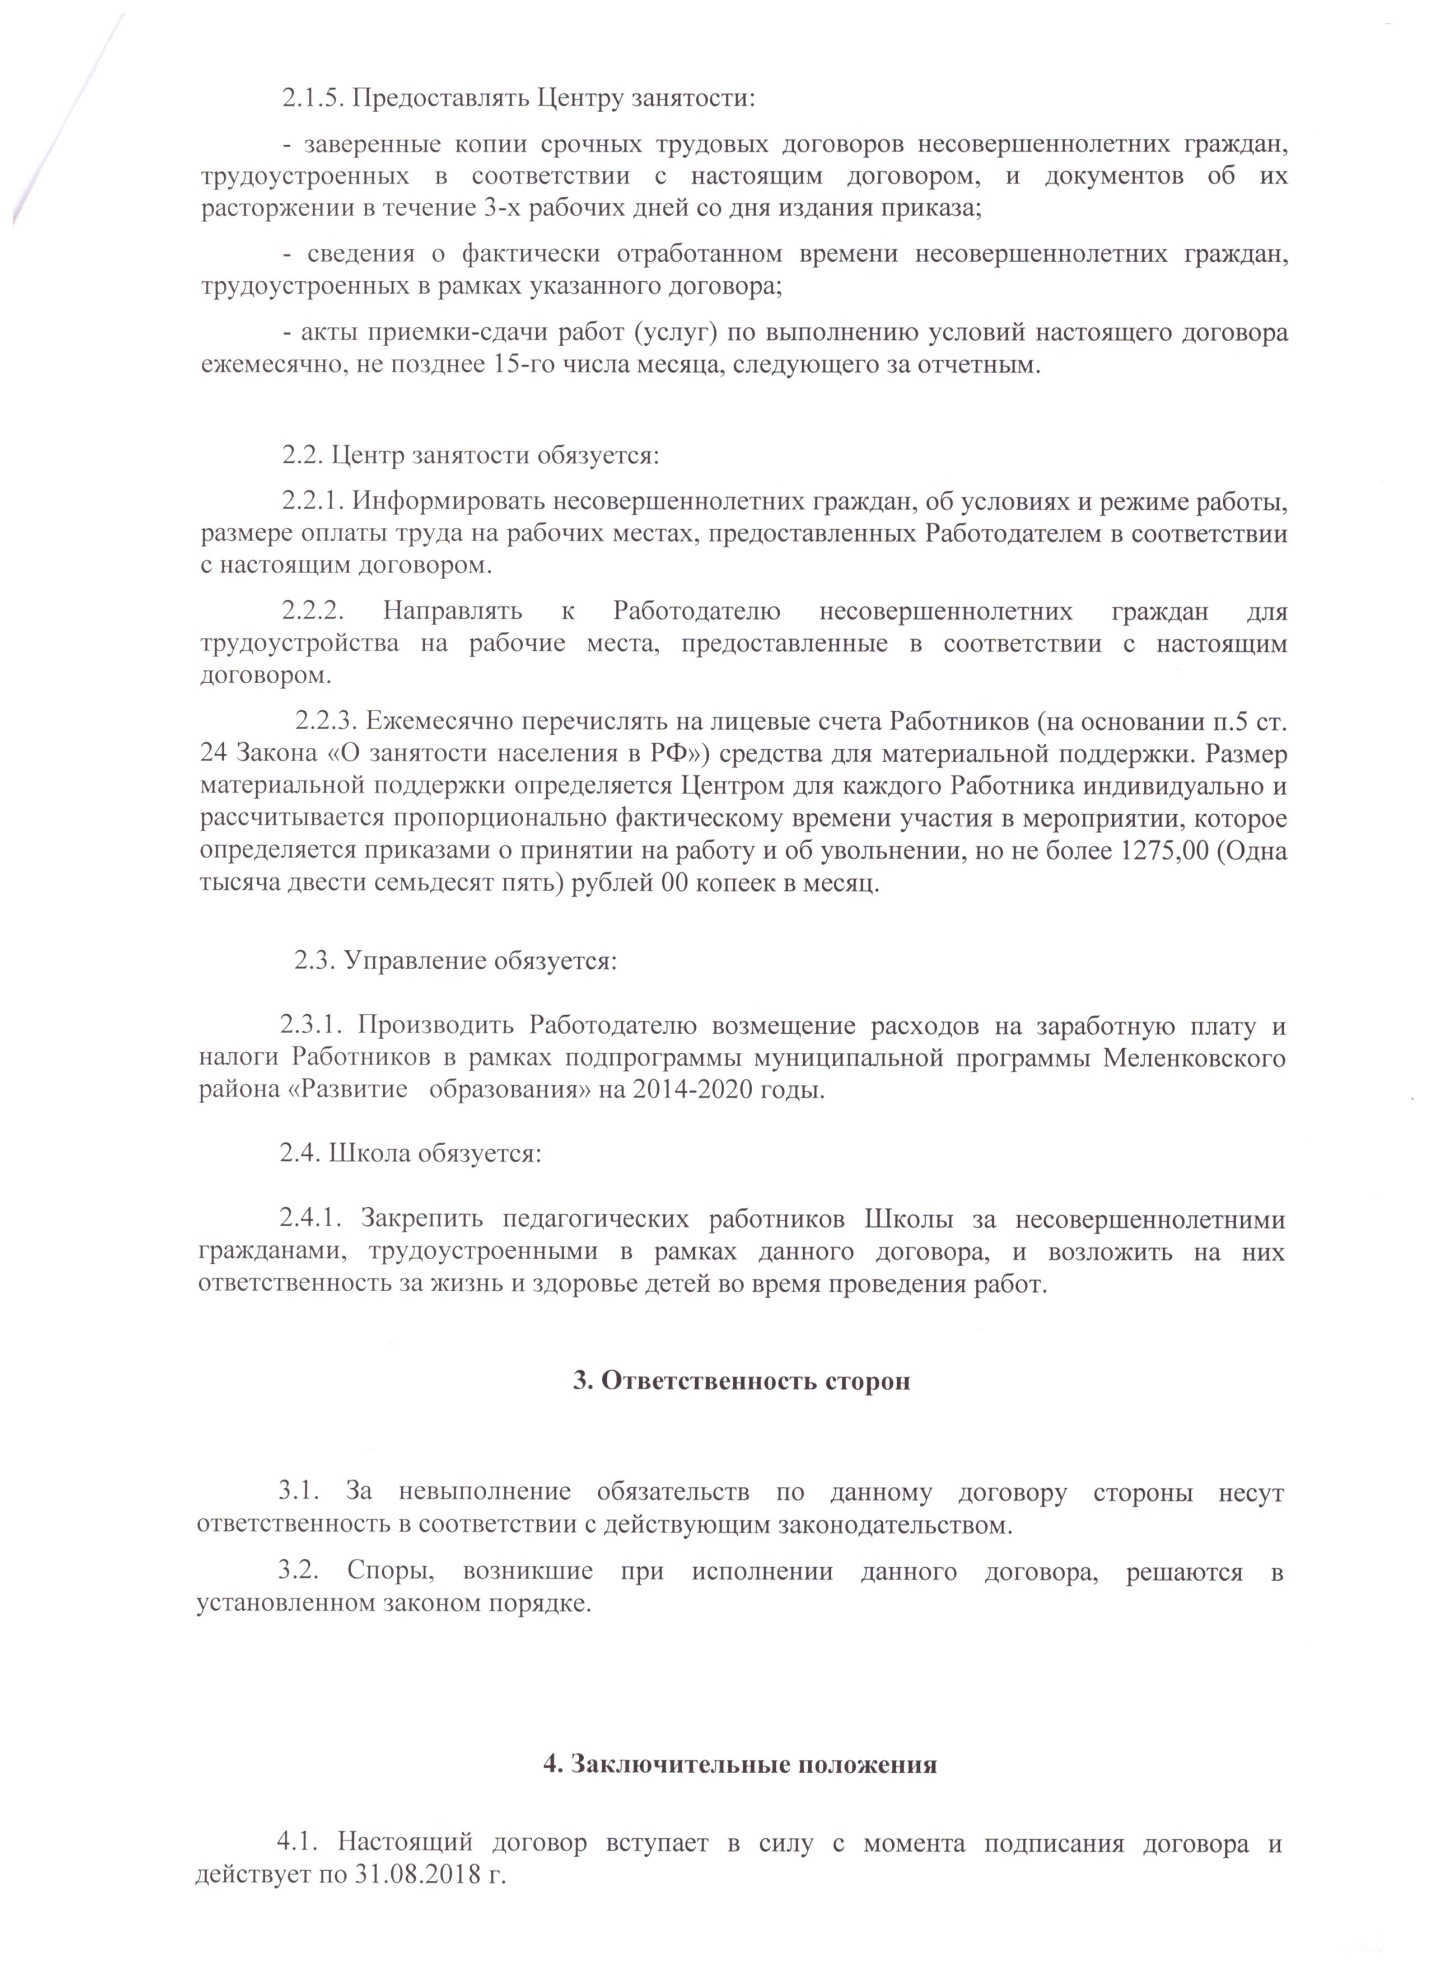 2.1.5. Предоставлять Центру занятости:
- заверенные копии срочных трудовых договоров несовершеннолетних граждан,
трудоустроенных в соответствии с настоящим договором, и документов об их
расторжении в течение 3-х рабочих дней со дня издания приказа;
- сведения о фактически отработанном времени несовершеннолетних граждан,
трудоустроенных в рамках указанного договора;
- акты приемки-сдачи работ (услуг) по выполнению условий настоящего договора
ежемесячно, не позднее 15-го числа месяца, следующего за отчетным.
2.2. Центр занятости обязуется:
2.2.1. Информировать несовершеннолетних граждан, об условиях и режиме работы,
размере оплаты труда на рабочих местах, предоставленных Работодателем в соответствии
с настоящим договором.
2.2.2. Направлять к Работодателю несовершеннолетних граждан для
трудоустройства на рабочие места, предоставленные в соответствии с настоящим
договором.
2.2.3. Ежемесячно перечислять на лицевые счета Работников (на основании п.5 ст.
24 Закона «О занятости населения в РФ») средства для материальной поддержки. Размер
материальной поддержки определяется Центром для каждого Работника индивидуально и
рассчитывается пропорционально фактическому времени участия в мероприятии, которое
определяется приказами о принятии на работу и об увольнении, но не более 1275,00 (Одна
тысяча двести семьдесят пять) рублей 00 копеек в месяц.
2.3. Управление обязуется:
2.3.1. Производить Работодателю возмещение расходов на заработную плату и
налоги Работников в рамках подпрограммы муниципальной программы Меленковского
района «Развитие образования» на 2014-2020 годы.
2.4. Школа обязуется:
2.4.1. Закрепить педагогических работников Школы за несовершеннолетними
гражданами, трудоустроенными в рамках данного договора, и возложить на них
ответственность за жизнь и здоровье детей во время проведения работ.
3. Ответственность сторон
3.1. За невыполнение обязательств по данному договору стороны несут
ответственность в соответствии с действующим законодательством.
3.2. Споры, возникшие при исполнении данного договора, решаются в
установленном законом порядке.
4. Заключительные положения
4.1. Настоящий договор вступает в силу с момента подписания договора и
действует по 31.08.2018 г.